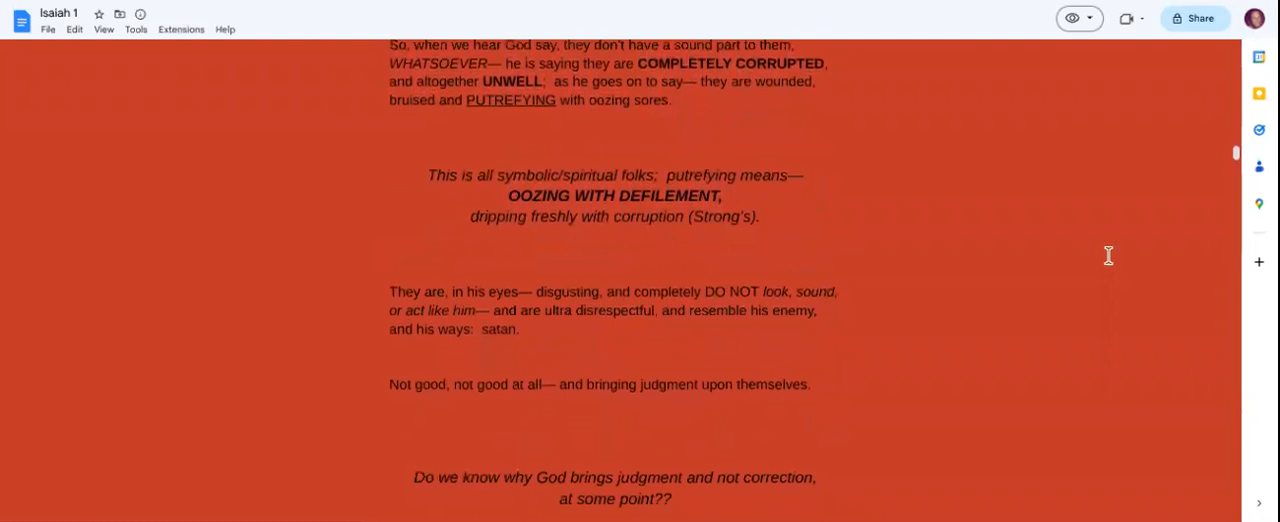 Isaiah 1
File Edit View Tools Extensions Help
Share
So, when we hear God say, they don't have a sound part to them,
WHATSOEVER— he is saying they are COMPLETELY CORRUPTED,
and altogether UNWELL;  as he goes on to say— they are wounded,
bruised and PUTREFYING with oozing sores.
This is all symbolic/spiritual folks;  putrefying means—
OOZING WITH DEFILEMENT,
dripping freshly with corruption (Strong's).
They are, in his eyes— disgusting, and completely DO NOT look, sound,
or act like him— and are ultra disrespectful, and resemble his enemy,
and his ways:  satan.
Not good, not good at all— and bringing judgment upon themselves.
Do we know why God brings judgment and not correction,
at some point??